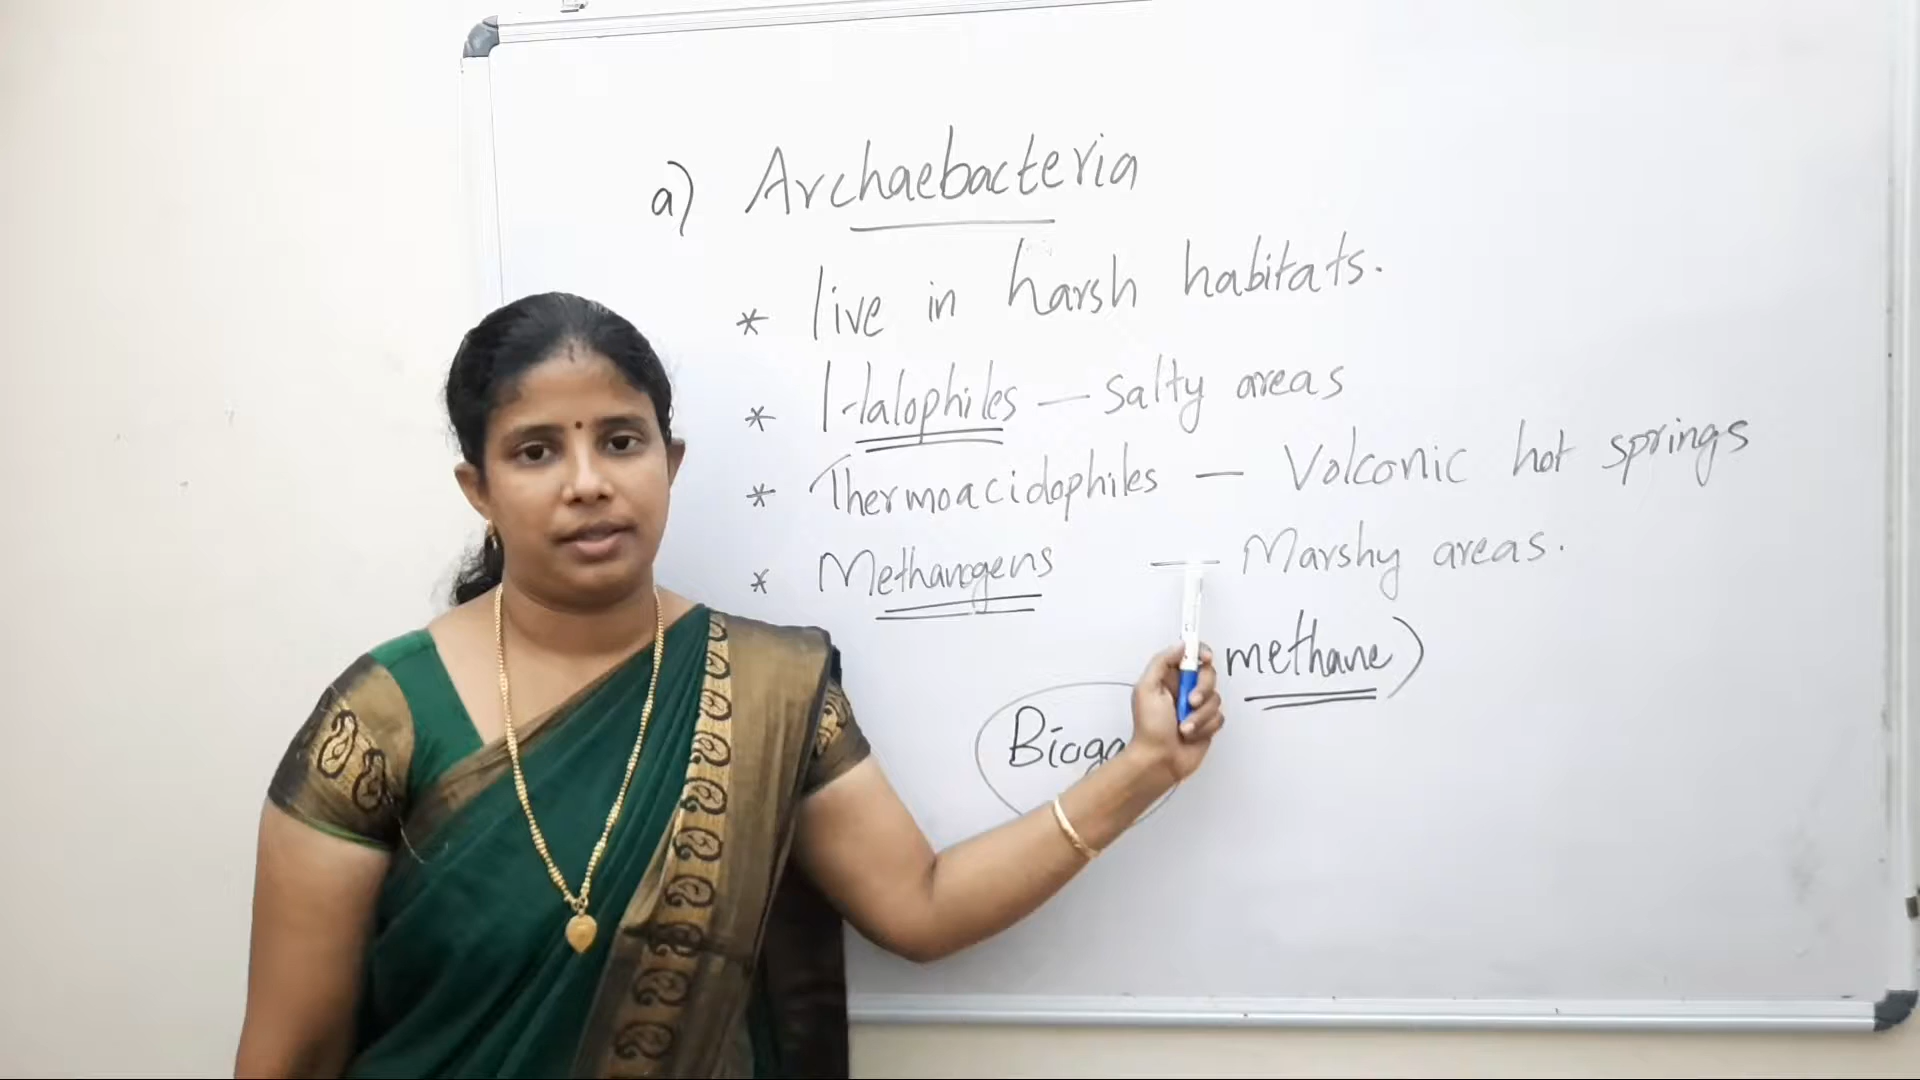 a) Archaebacteria
* live in harsh habitats.
* Halophiles — Salty areas
* Thermoacidophiles — Volconic hot springs
* Methanogens — Marshy areas.
methane)